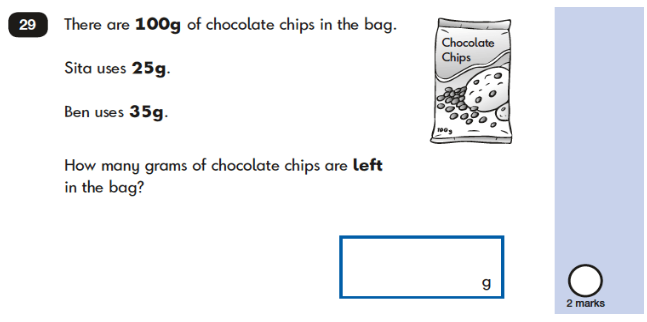 29
There are 100g of chocolate chips in the bag.
Sita uses 25g.
Ben uses 35g.
Chocolate
Chips
100g
How many grams of chocolate chips are left
in the bag?
g
2 marks